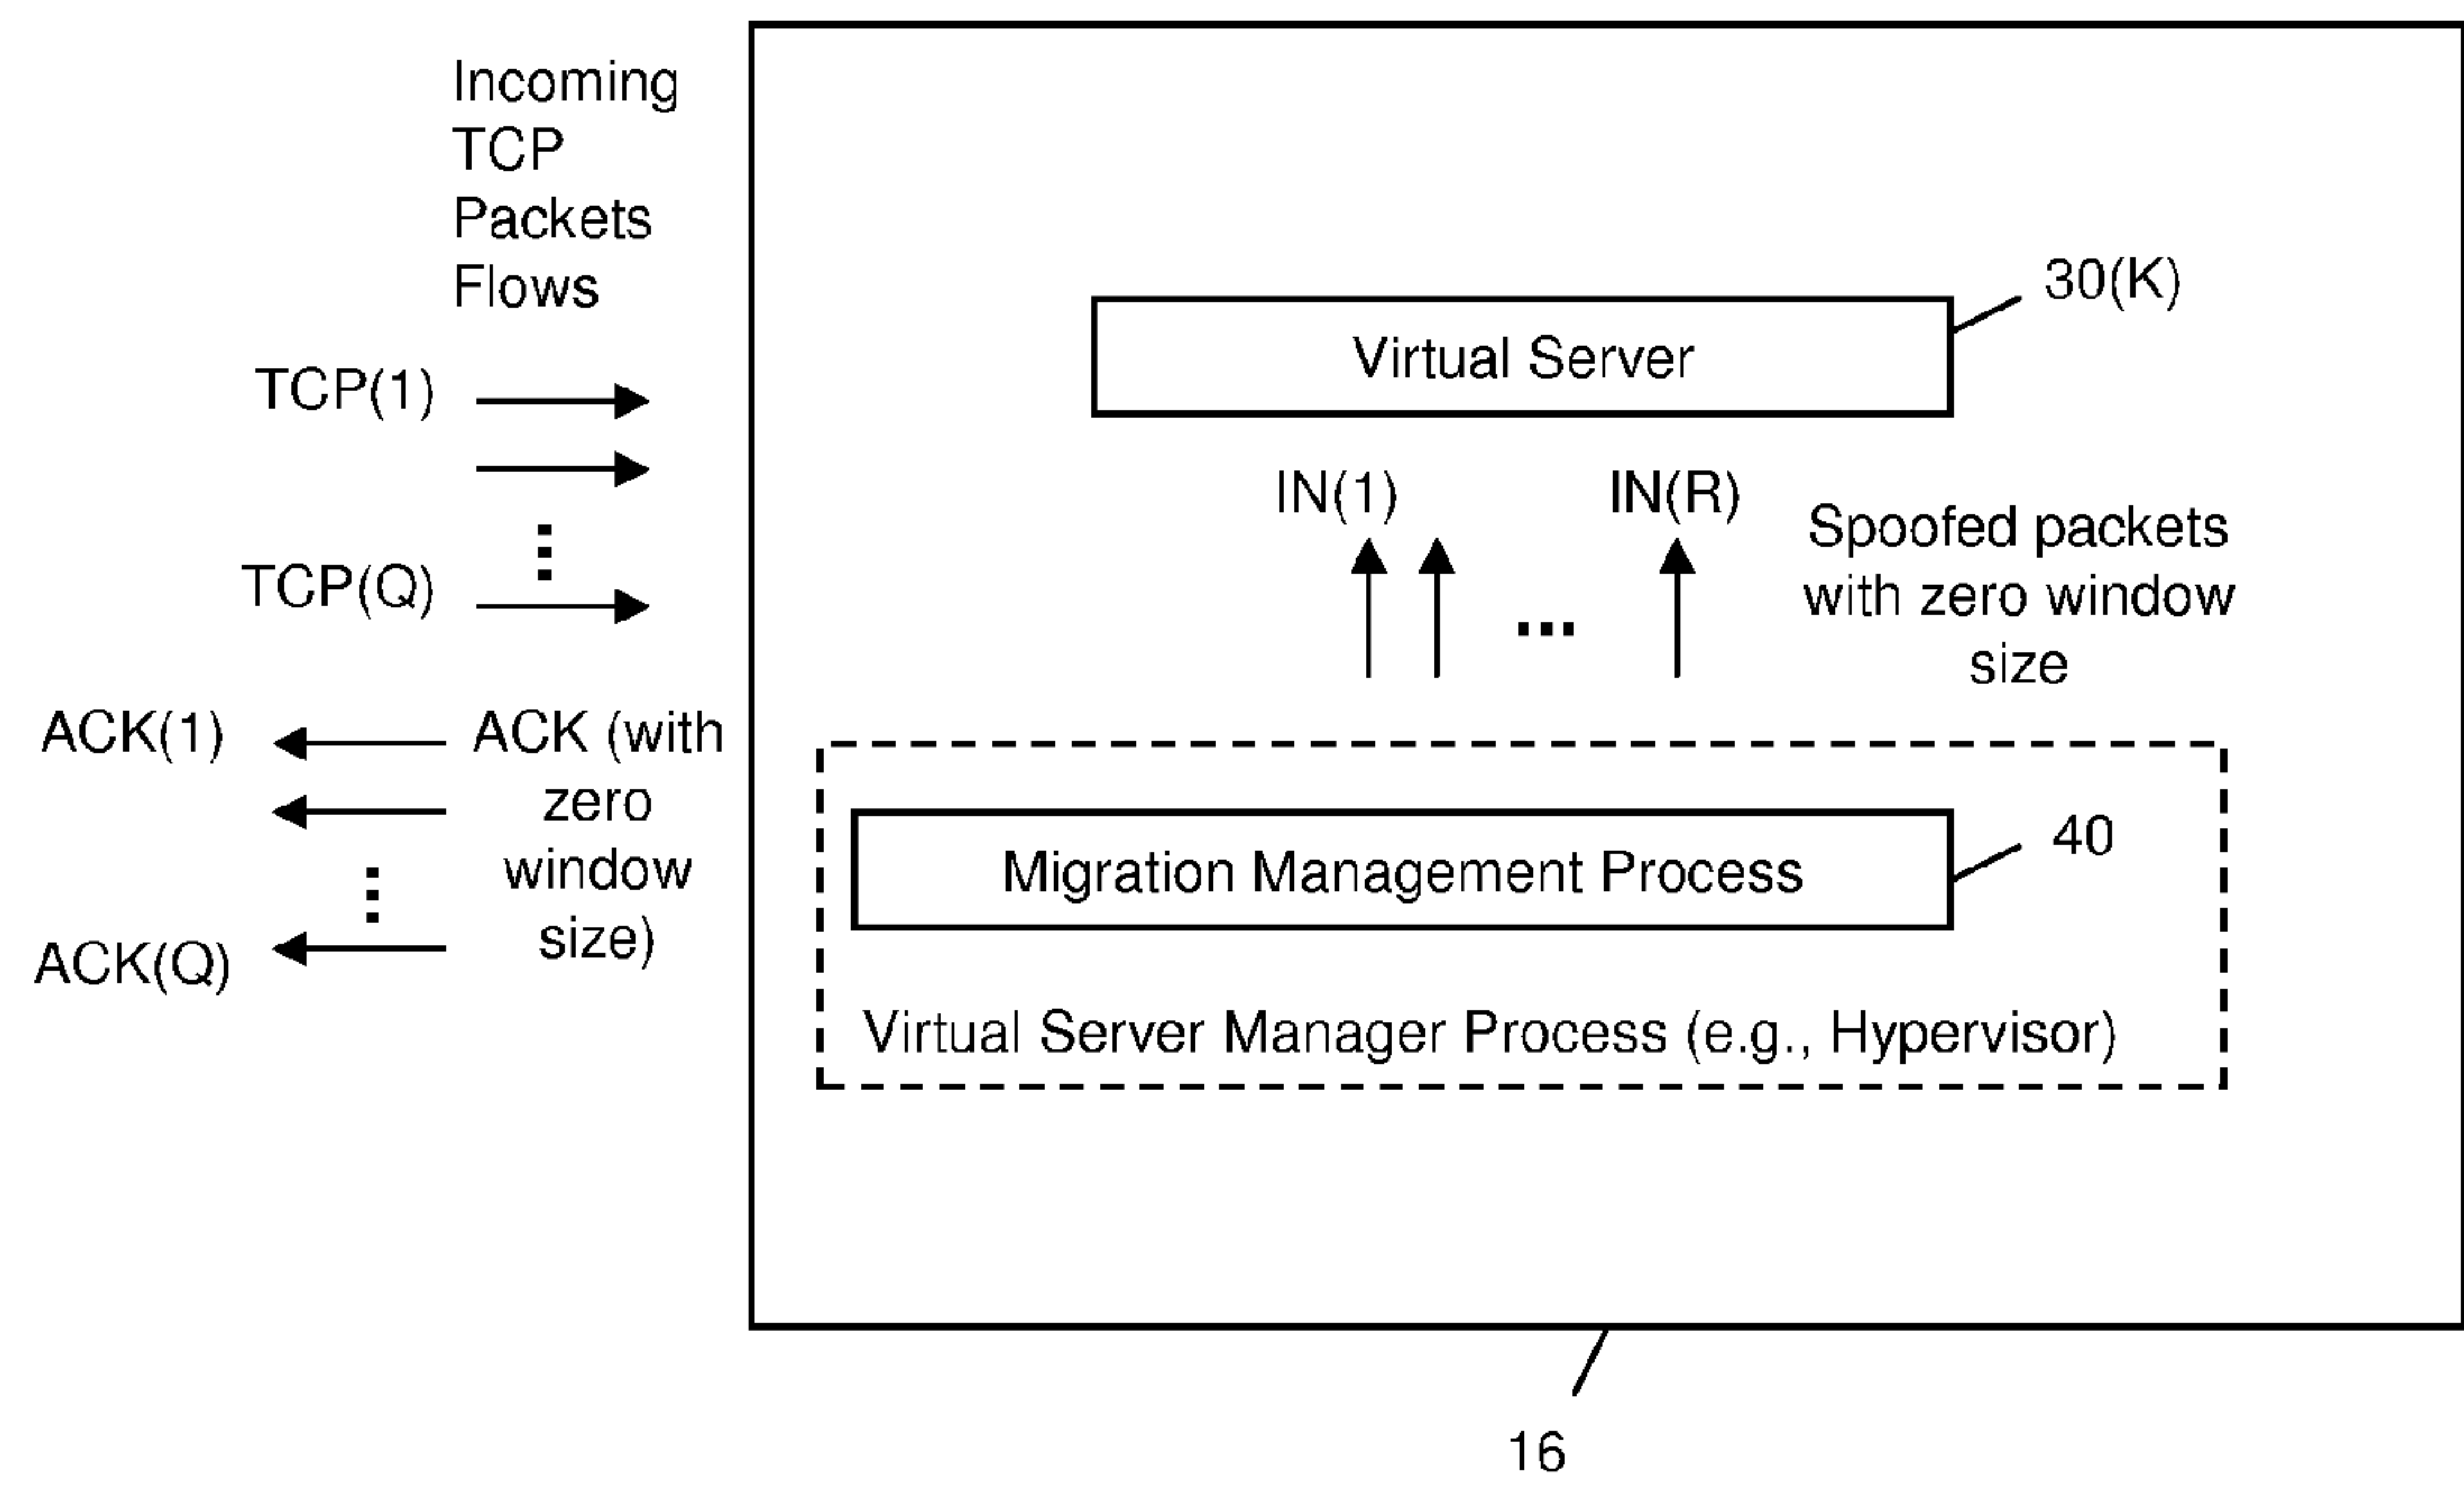 Incoming
TCP
Packets
Flows
TCP(1)
TCP(Q)
ACK(1)
ACK(Q)
ACK (with
zero
window
size)
30(K)
Virtual Server
IN(1)
IN(R)
Spoofed packets
with zero window
size
40
Migration Management Process
Virtual Server Manager Process (e.g., Hypervisor)
16